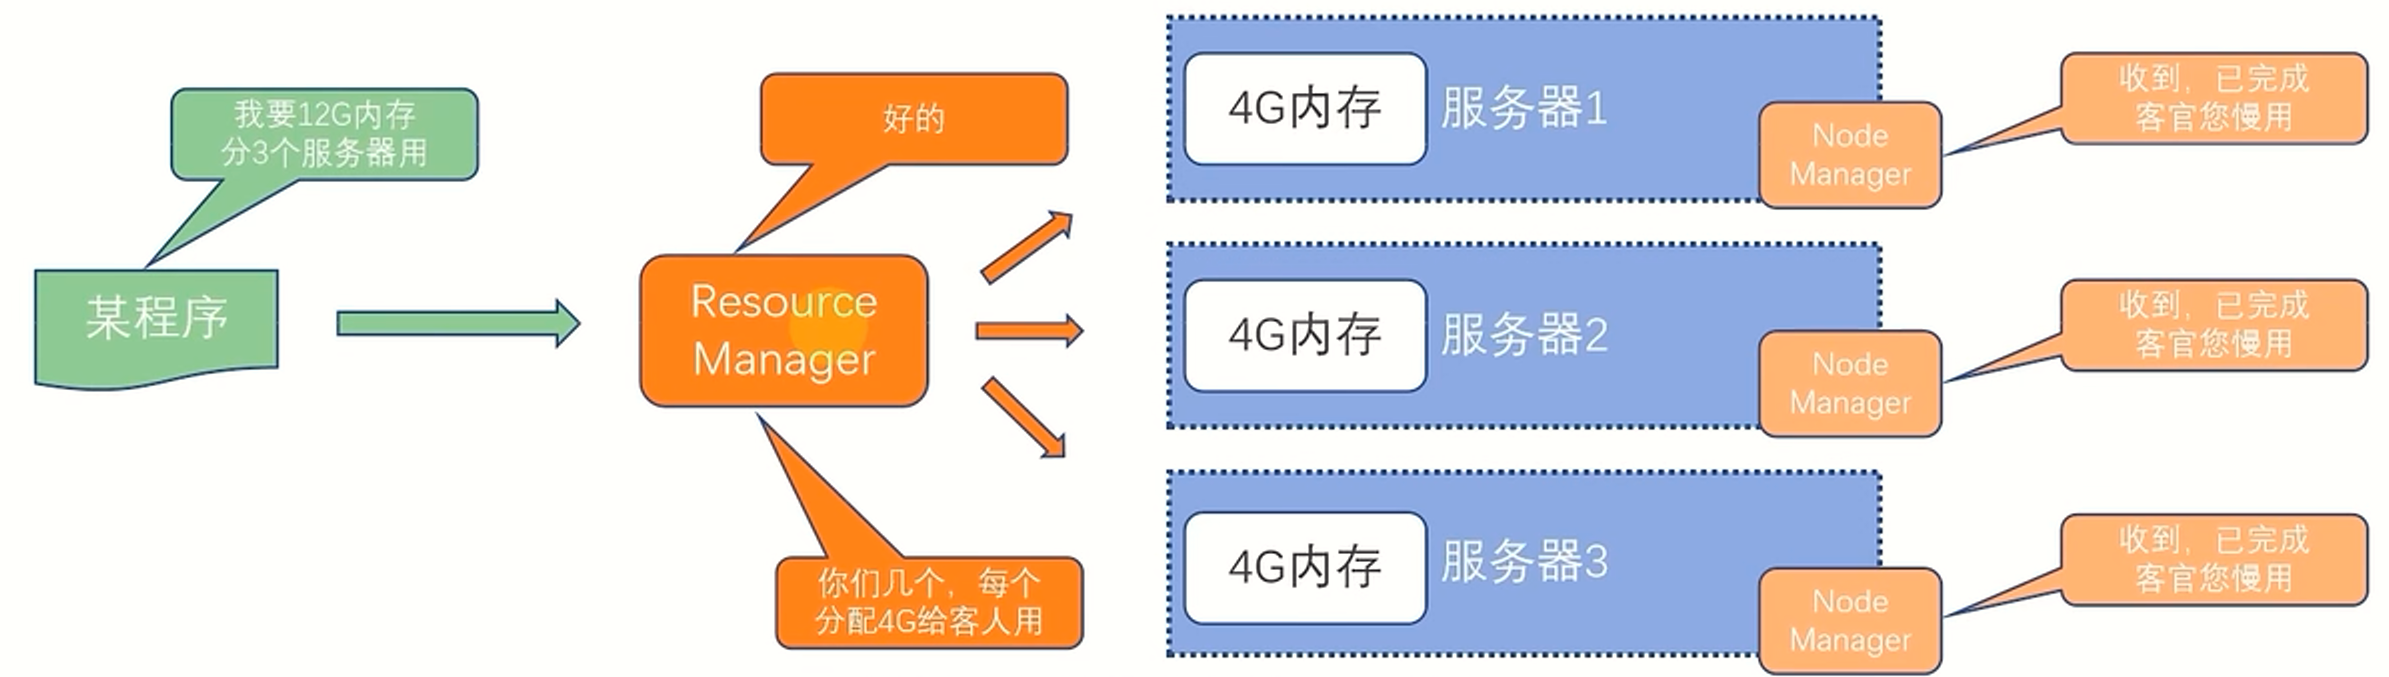 我要12G内存
分3个服务器用
某程序
好的
Resource
Manager
你们几个，每个
分配4G给客人用
4G内存
服务器1
Node
Manager
收到，已完成
客官您慢用
4G内存
服务器2
Node
Manager
收到，已完成
客官您慢用
4G内存
服务器3
Node
Manager
收到，已完成
客官您慢用